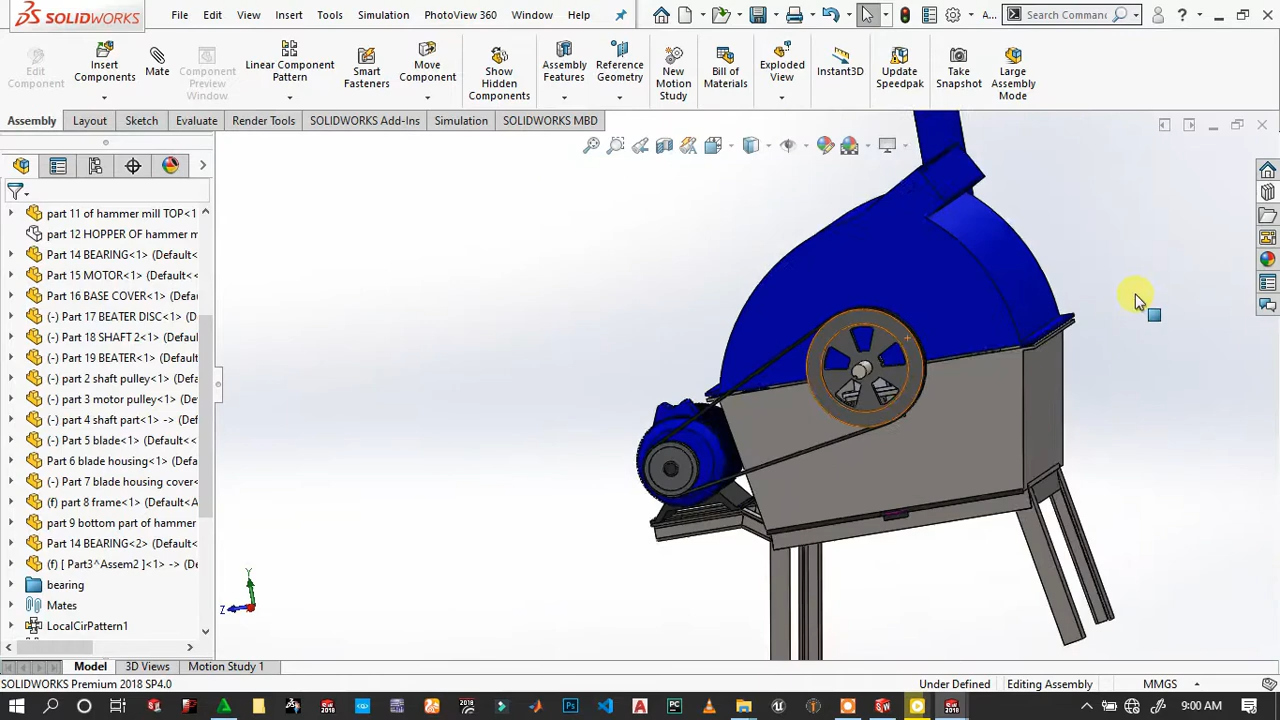 SOLIDWORKS File Edit View Insert Tools Simulation PhotoView 360 Window Help A... Search Command
Edit Component
Insert Components
Mate
Component Preview Window
Linear Component Pattern
Smart Fasteners
Move Component
Show Hidden Components
Assembly Features
Reference Geometry
New Motion Study
Bill of Materials
Exploded View
Instant3D
Update Speedpak
Take Snapshot
Large Assembly Mode
Assembly Layout Sketch Evaluate Render Tools SOLIDWORKS Add-Ins Simulation SOLIDWORKS MBD
part 11 of hammer mill TOP<1
part 12 HOPPER OF hammer m
Part 14 BEARING<1> (Default<
Part 15 MOTOR<1> (Default<<
Part 16 BASE COVER<1> (Defa
(-) Part 17 BEATER DISC<1> (D
(-) Part 18 SHAFT 2<1> (Defau
(-) Part 19 BEATER<1> (Defaul
(-) part 2 shaft pulley<1> (Def
(-) part 3 motor pulley<1> (De
(-) part 4 shaft part<1> -> (De
(-) Part 5 blade<1> (Default<<
Part 6 blade housing<1> (Defa
(-) Part 7 blade housing cover<
(f) part 8 frame<1> (Default<A
part 9 bottom part of hammer
Part 14 BEARING<2> (Default<
(f) [ Part3^Assem2 ]<1> -> (De
bearing
Mates
LocalCirPattern1
Y
Z
Model 3D Views Motion Study 1
SOLIDWORKS Premium 2018 SP4.0 Under Defined Editing Assembly MMGS
9:00 AM